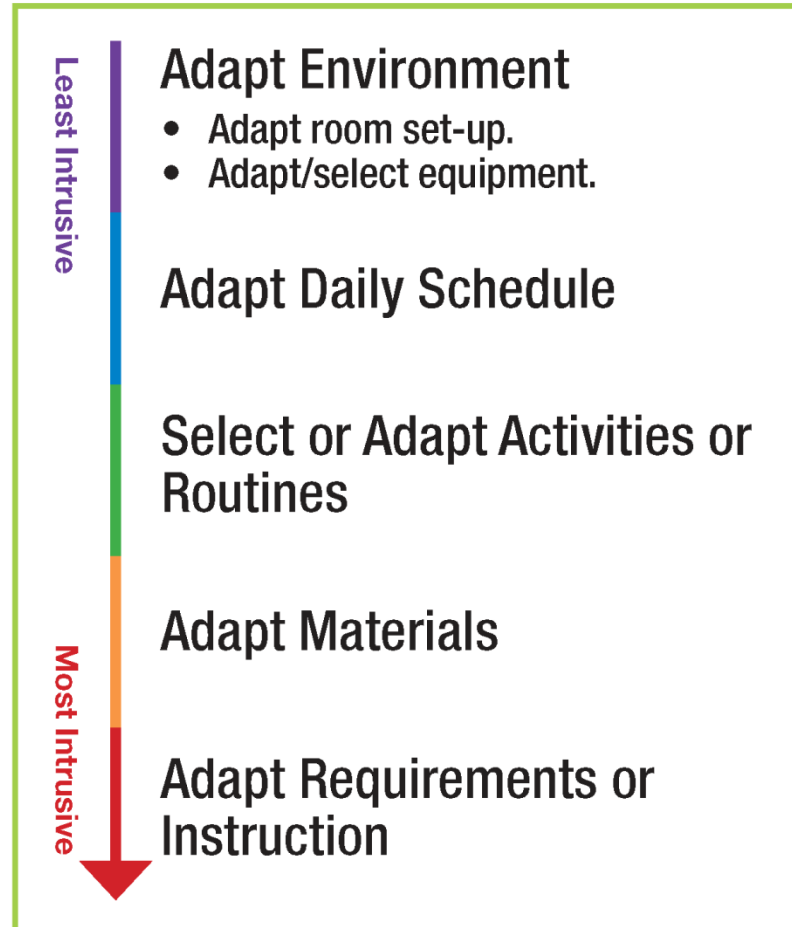 Least Intrusive
Adapt Environment
• Adapt room set-up.
• Adapt/select equipment.
Adapt Daily Schedule
Select or Adapt Activities or
Routines
Adapt Materials
Most Intrusive
Adapt Requirements or
Instruction